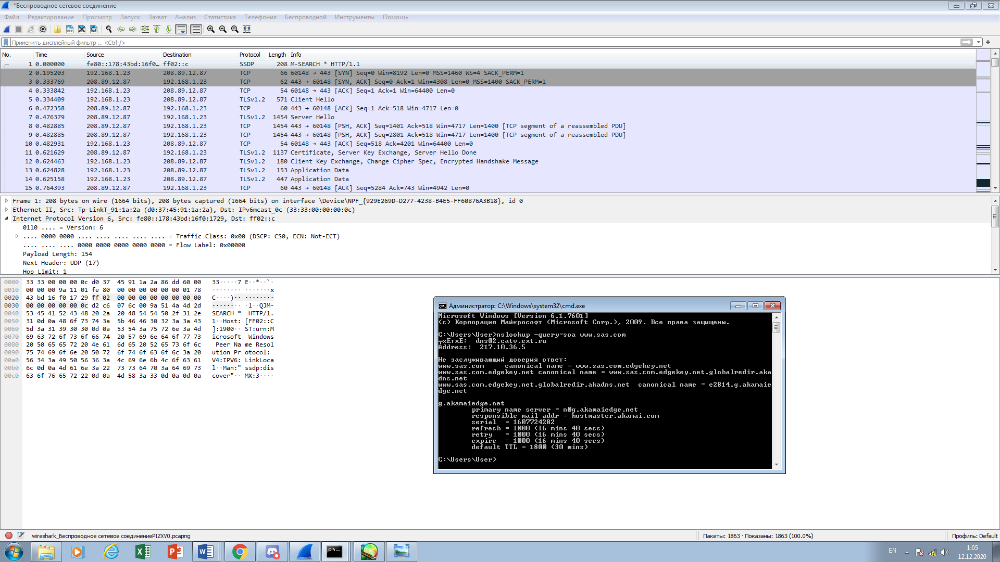 *Беспроводное сетевое соединение
Файл Редактирование Просмотр Запуск Захват Анализ Статистика Телефония Беспроводной Инструменты Помощь
Применить дисплейный фильтр ... <Ctrl-/>
No. Time Source Destination Protocol Length Info
1 0.000000 fe80::178:43bd:16f0… ff02::c SSDP 208 M-SEARCH * HTTP/1.1
2 0.195203 192.168.1.23 208.89.12.87 TCP 66 60148 → 443 [SYN] Seq=0 Win=8192 Len=0 MSS=1460 WS=4 SACK_PERM=1
3 0.333769 208.89.12.87 192.168.1.23 TCP 62 443 → 60148 [SYN, ACK] Seq=0 Ack=1 Win=4308 Len=0 MSS=1400 SACK_PERM=1
4 0.333842 192.168.1.23 208.89.12.87 TCP 54 60148 → 443 [ACK] Seq=1 Ack=1 Win=64400 Len=0
5 0.334409 192.168.1.23 208.89.12.87 TLSv1.2 571 Client Hello
6 0.472358 208.89.12.87 192.168.1.23 TCP 60 443 → 60148 [ACK] Seq=1 Ack=518 Win=4717 Len=0
7 0.476379 208.89.12.87 192.168.1.23 TLSv1.2 1454 Server Hello
8 0.482885 208.89.12.87 192.168.1.23 TCP 1454 443 → 60148 [PSH, ACK] Seq=1401 Ack=518 Win=4717 Len=1400 [TCP segment of a reassembled PDU]
9 0.482885 208.89.12.87 192.168.1.23 TCP 1454 443 → 60148 [PSH, ACK] Seq=2801 Ack=518 Win=4717 Len=1400 [TCP segment of a reassembled PDU]
10 0.482931 192.168.1.23 208.89.12.87 TCP 54 60148 → 443 [ACK] Seq=518 Ack=4201 Win=64400 Len=0
11 0.621629 208.89.12.87 192.168.1.23 TLSv1.2 1137 Certificate, Server Key Exchange, Server Hello Done
12 0.624463 192.168.1.23 208.89.12.87 TLSv1.2 180 Client Key Exchange, Change Cipher Spec, Encrypted Handshake Message
13 0.624828 192.168.1.23 208.89.12.87 TLSv1.2 153 Application Data
14 0.625158 192.168.1.23 208.89.12.87 TLSv1.2 447 Application Data
15 0.764393 208.89.12.87 192.168.1.23 TCP 60 443 → 60148 [ACK] Seq=5284 Ack=743 Win=4942 Len=0
Frame 1: 208 bytes on wire (1664 bits), 208 bytes captured (1664 bits) on interface \Device\NPF_{929E269D-D277-4238-B4E5-FF60876A3B18}, id 0
Ethernet II, Src: Tp-LinkT_91:1a:2a (d0:37:45:91:1a:2a), Dst: IPv6mcast_0c (33:33:00:00:00:0c)
Internet Protocol Version 6, Src: fe80::178:43bd:16f0:1729, Dst: ff02::c
0110 .... = Version: 6
.... 0000 0000 .... .... .... .... .... = Traffic Class: 0x00 (DSCP: CS0, ECN: Not-ECT)
.... .... .... 0000 0000 0000 0000 0000 = Flow Label: 0x00000
Payload Length: 154
Next Header: UDP (17)
Hop Limit: 1
0000 33 33 00 00 00 0c d0 37 45 91 1a 2a 86 dd 60 00 33·····7 E··*··`·
0010 00 00 00 9a 11 01 fe 80 00 00 00 00 00 00 01 78 ········ ·······x
0020 43 bd 16 f0 17 29 ff 02 00 00 00 00 00 00 00 00 C····)·· ········
0030 00 00 00 00 00 0c d2 c6 07 6c 00 9a 51 4a 4d 2d ········ ·l··QJM-
0040 53 45 41 52 43 48 20 2a 20 48 54 54 50 2f 31 2e SEARCH * HTTP/1.
0050 31 0d 0a 48 6f 73 74 3a 5b 46 46 30 32 3a 3a 43 1··Host: [FF02::C
0060 5d 3a 31 39 30 30 0d 0a 53 54 3a 75 72 6e 3a 4d ]:1900·· ST:urn:M
0070 69 63 72 6f 73 6f 66 74 20 57 69 6e 64 6f 77 73 icrosoft Windows
0080 20 50 65 65 72 20 4e 61 6d 65 20 52 65 73 6f 6c Peer Na me Resol
0090 75 74 69 6f 6e 20 50 72 6f 74 6f 63 6f 6c 3a 20 ution Pr otocol:
00a0 56 34 3a 49 50 56 36 3a 4c 69 6e 6b 4c 6f 63 61 V4:IPV6: LinkLoca
00b0 6c 0d 0a 4d 61 6e 3a 22 73 73 64 70 3a 64 69 73 l··Man:" ssdp:dis
00c0 63 6f 76 65 72 22 0d 0a 4d 58 3a 33 0d 0a 0d 0a cover"·· MX:3····
Администратор: C:\Windows\system32\cmd.exe
Microsoft Windows [Version 6.1.7601]
(c) Корпорация Майкрософт (Microsoft Corp.), 2009. Все права защищены.
C:\Users\User>nslookup -query=soa www.sas.com
╤хЁтхЁ: dns02.catv.ext.ru
Address: 217.10.36.5
Не заслуживающий доверия ответ:
www.sas.com canonical name = www.sas.com.edgekey.net
www.sas.com.edgekey.net canonical name = www.sas.com.edgekey.net.globalredir.aka
dns.net
www.sas.com.edgekey.net.globalredir.akadns.net canonical name = e2814.g.akamaie
dge.net
g.akamaiedge.net
primary name server = n0g.akamaiedge.net
responsible mail addr = hostmaster.akamai.com
serial = 1607724282
refresh = 1000 (16 mins 40 secs)
retry = 1000 (16 mins 40 secs)
expire = 1000 (16 mins 40 secs)
default TTL = 1800 (30 mins)
C:\Users\User>
wireshark_Беспроводное сетевое соединениеPIZXV0.pcapng
Пакеты: 1863 · Показаны: 1863 (100.0%)
Профиль: Default
EN
1:05
12.12.2020